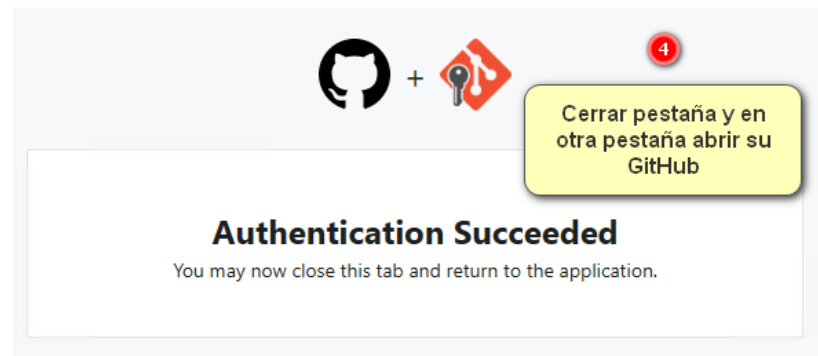 +
4
Cerrar pestaña y en
otra pestaña abrir su
GitHub
Authentication Succeeded
You may now close this tab and return to the application.